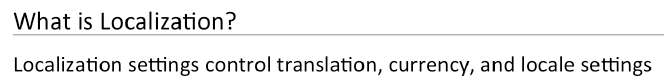 What is Localization?
Localization settings control translation, currency, and locale settings